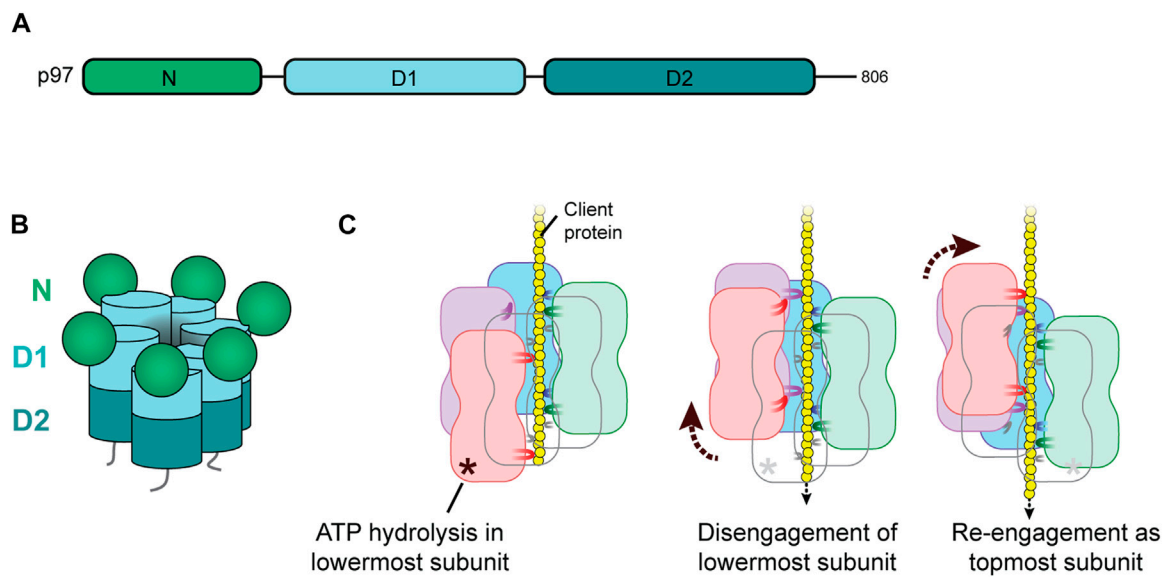 A
p97
N
D1
D2
806
B
N
D1
D2
C
Client
protein
*
ATP hydrolysis in
lowermost subunit
*
Disengagement of
lowermost subunit
*
Re-engagement as
topmost subunit